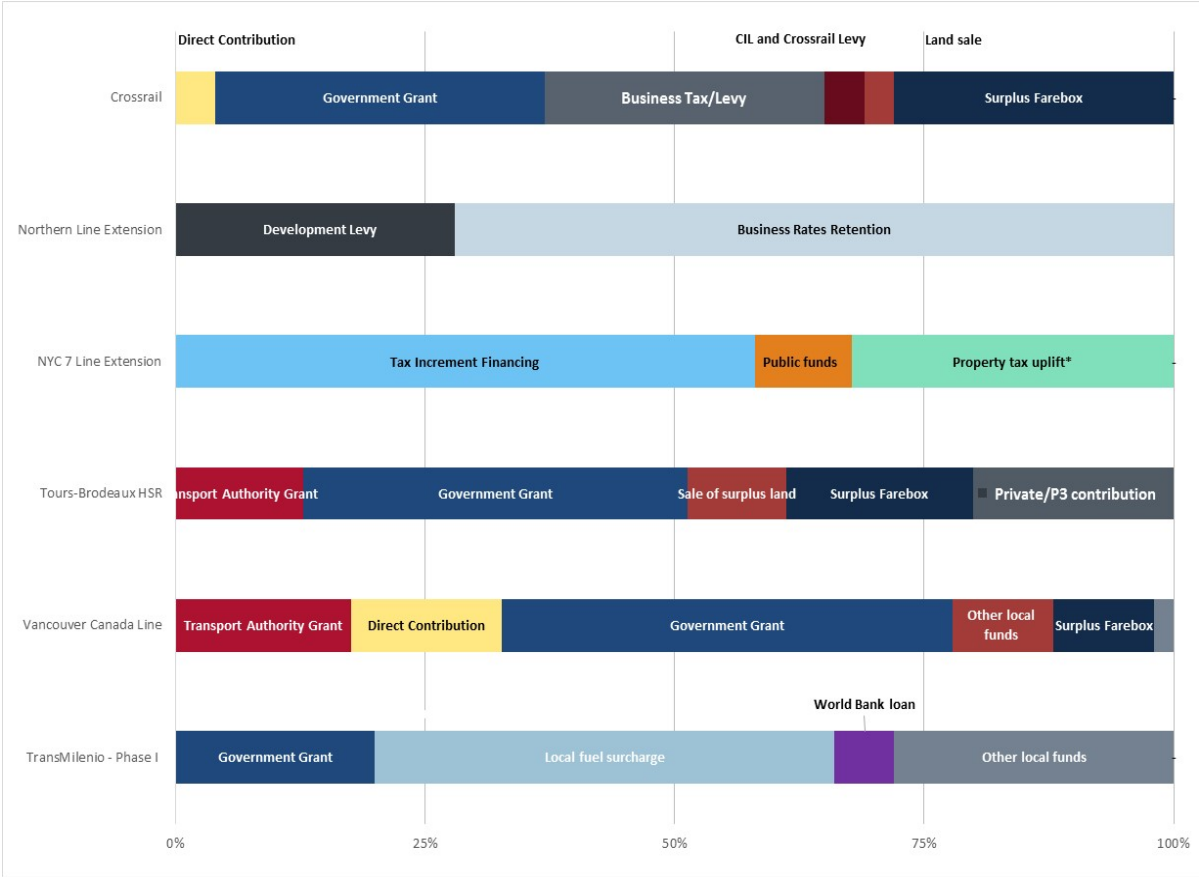 Direct Contribution
CIL and Crossrail Levy
Land sale
Crossrail
Government Grant
Business Tax/Levy
Surplus Farebox
-
Northern Line Extension
Development Levy
Business Rates Retention
NYC 7 Line Extension
Tax Increment Financing
Public funds
Property tax uplift*
-
Tours-Brodeaux HSR
nsport Authority Grant
Government Grant
Sale of surplus land
Surplus Farebox
Private/P3 contribution
Vancouver Canada Line
Transport Authority Grant
Direct Contribution
Government Grant
Other local
funds
Surplus Farebox
World Bank loan
TransMilenio - Phase I
Government Grant
Local fuel surcharge
Other local funds
-
0%
25%
50%
75%
100%